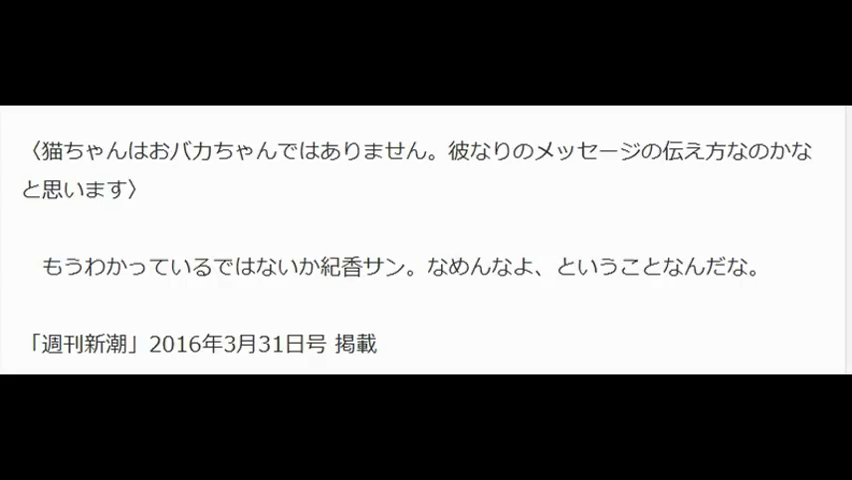 〈猫ちゃんはおバカちゃんではありません。彼なりのメッセージの伝え方なのかな
と思います〉
もうわかっているではないか紀香サン。なめんなよ、ということなんだな。
「週刊新潮」2016年3月31日号 掲載